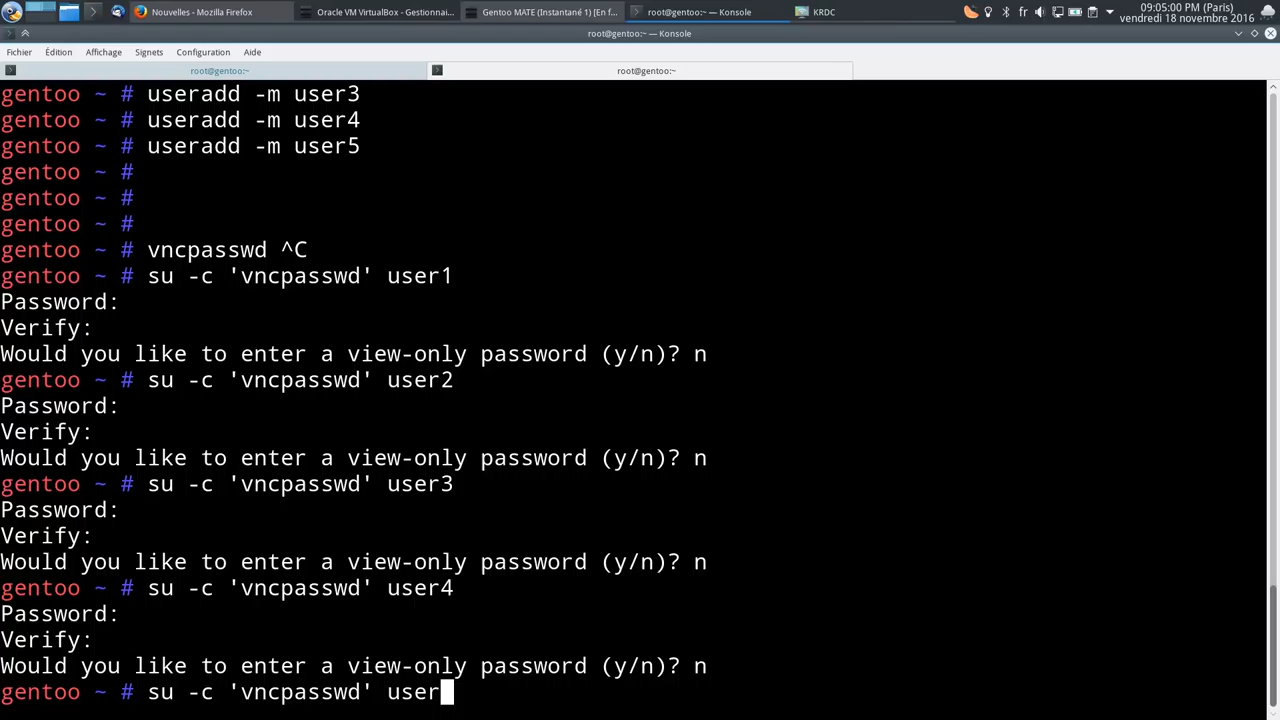 Nouvelles - Mozilla Firefox
Oracle VM VirtualBox - Gestionnai...
Gentoo MATE (Instantané 1) [En f...
root@gentoo:~ — Konsole
KRDC
fr
09:05:00 PM (Paris)
vendredi 18 novembre 2016
root@gentoo:~ — Konsole
Fichier Édition Affichage Signets Configuration Aide
root@gentoo:~
root@gentoo:~
gentoo ~ # useradd -m user3
gentoo ~ # useradd -m user4
gentoo ~ # useradd -m user5
gentoo ~ #
gentoo ~ #
gentoo ~ #
gentoo ~ # vncpasswd ^C
gentoo ~ # su -c 'vncpasswd' user1
Password:
Verify:
Would you like to enter a view-only password (y/n)? n
gentoo ~ # su -c 'vncpasswd' user2
Password:
Verify:
Would you like to enter a view-only password (y/n)? n
gentoo ~ # su -c 'vncpasswd' user3
Password:
Verify:
Would you like to enter a view-only password (y/n)? n
gentoo ~ # su -c 'vncpasswd' user4
Password:
Verify:
Would you like to enter a view-only password (y/n)? n
gentoo ~ # su -c 'vncpasswd' user